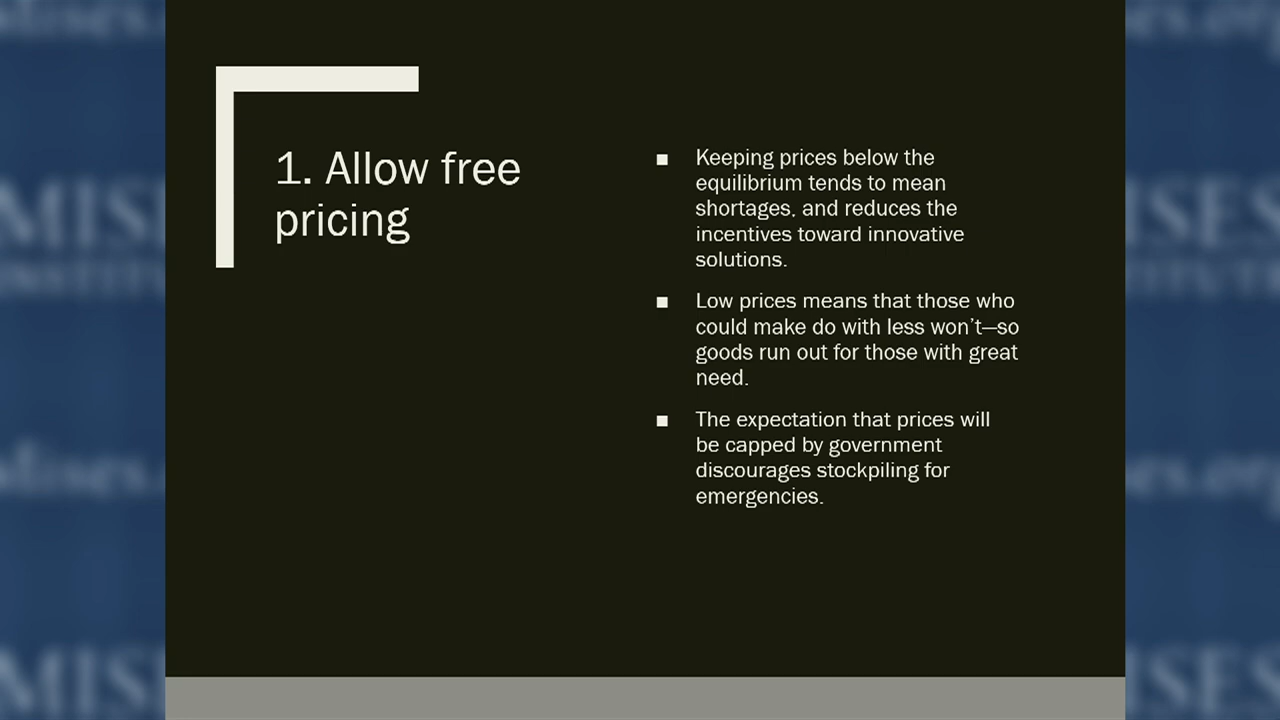 1. Allow free
pricing
■ Keeping prices below the
equilibrium tends to mean
shortages, and reduces the
incentives toward innovative
solutions.
■ Low prices means that those who
could make do with less won’t—so
goods run out for those with great
need.
■ The expectation that prices will
be capped by government
discourages stockpiling for
emergencies.